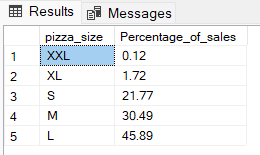 Results Messages
pizza_size Percentage_of_sales
1 XXL 0.12
2 XL 1.72
3 S 21.77
4 M 30.49
5 L 45.89